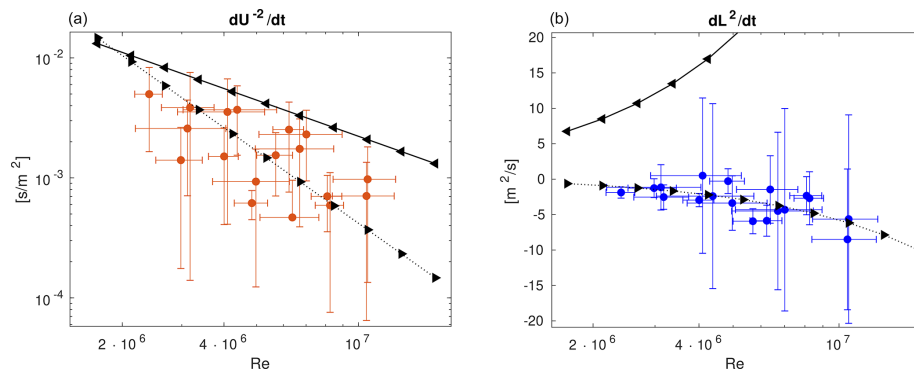 (a)
dU⁻²/dt
10⁻²
10⁻³
10⁻⁴
[s/m²]
2 · 10⁶
4 · 10⁶
10⁷
Re
(b)
dL²/dt
20
15
10
5
0
-5
-10
-15
-20
[m²/s]
2 · 10⁶
4 · 10⁶
10⁷
Re